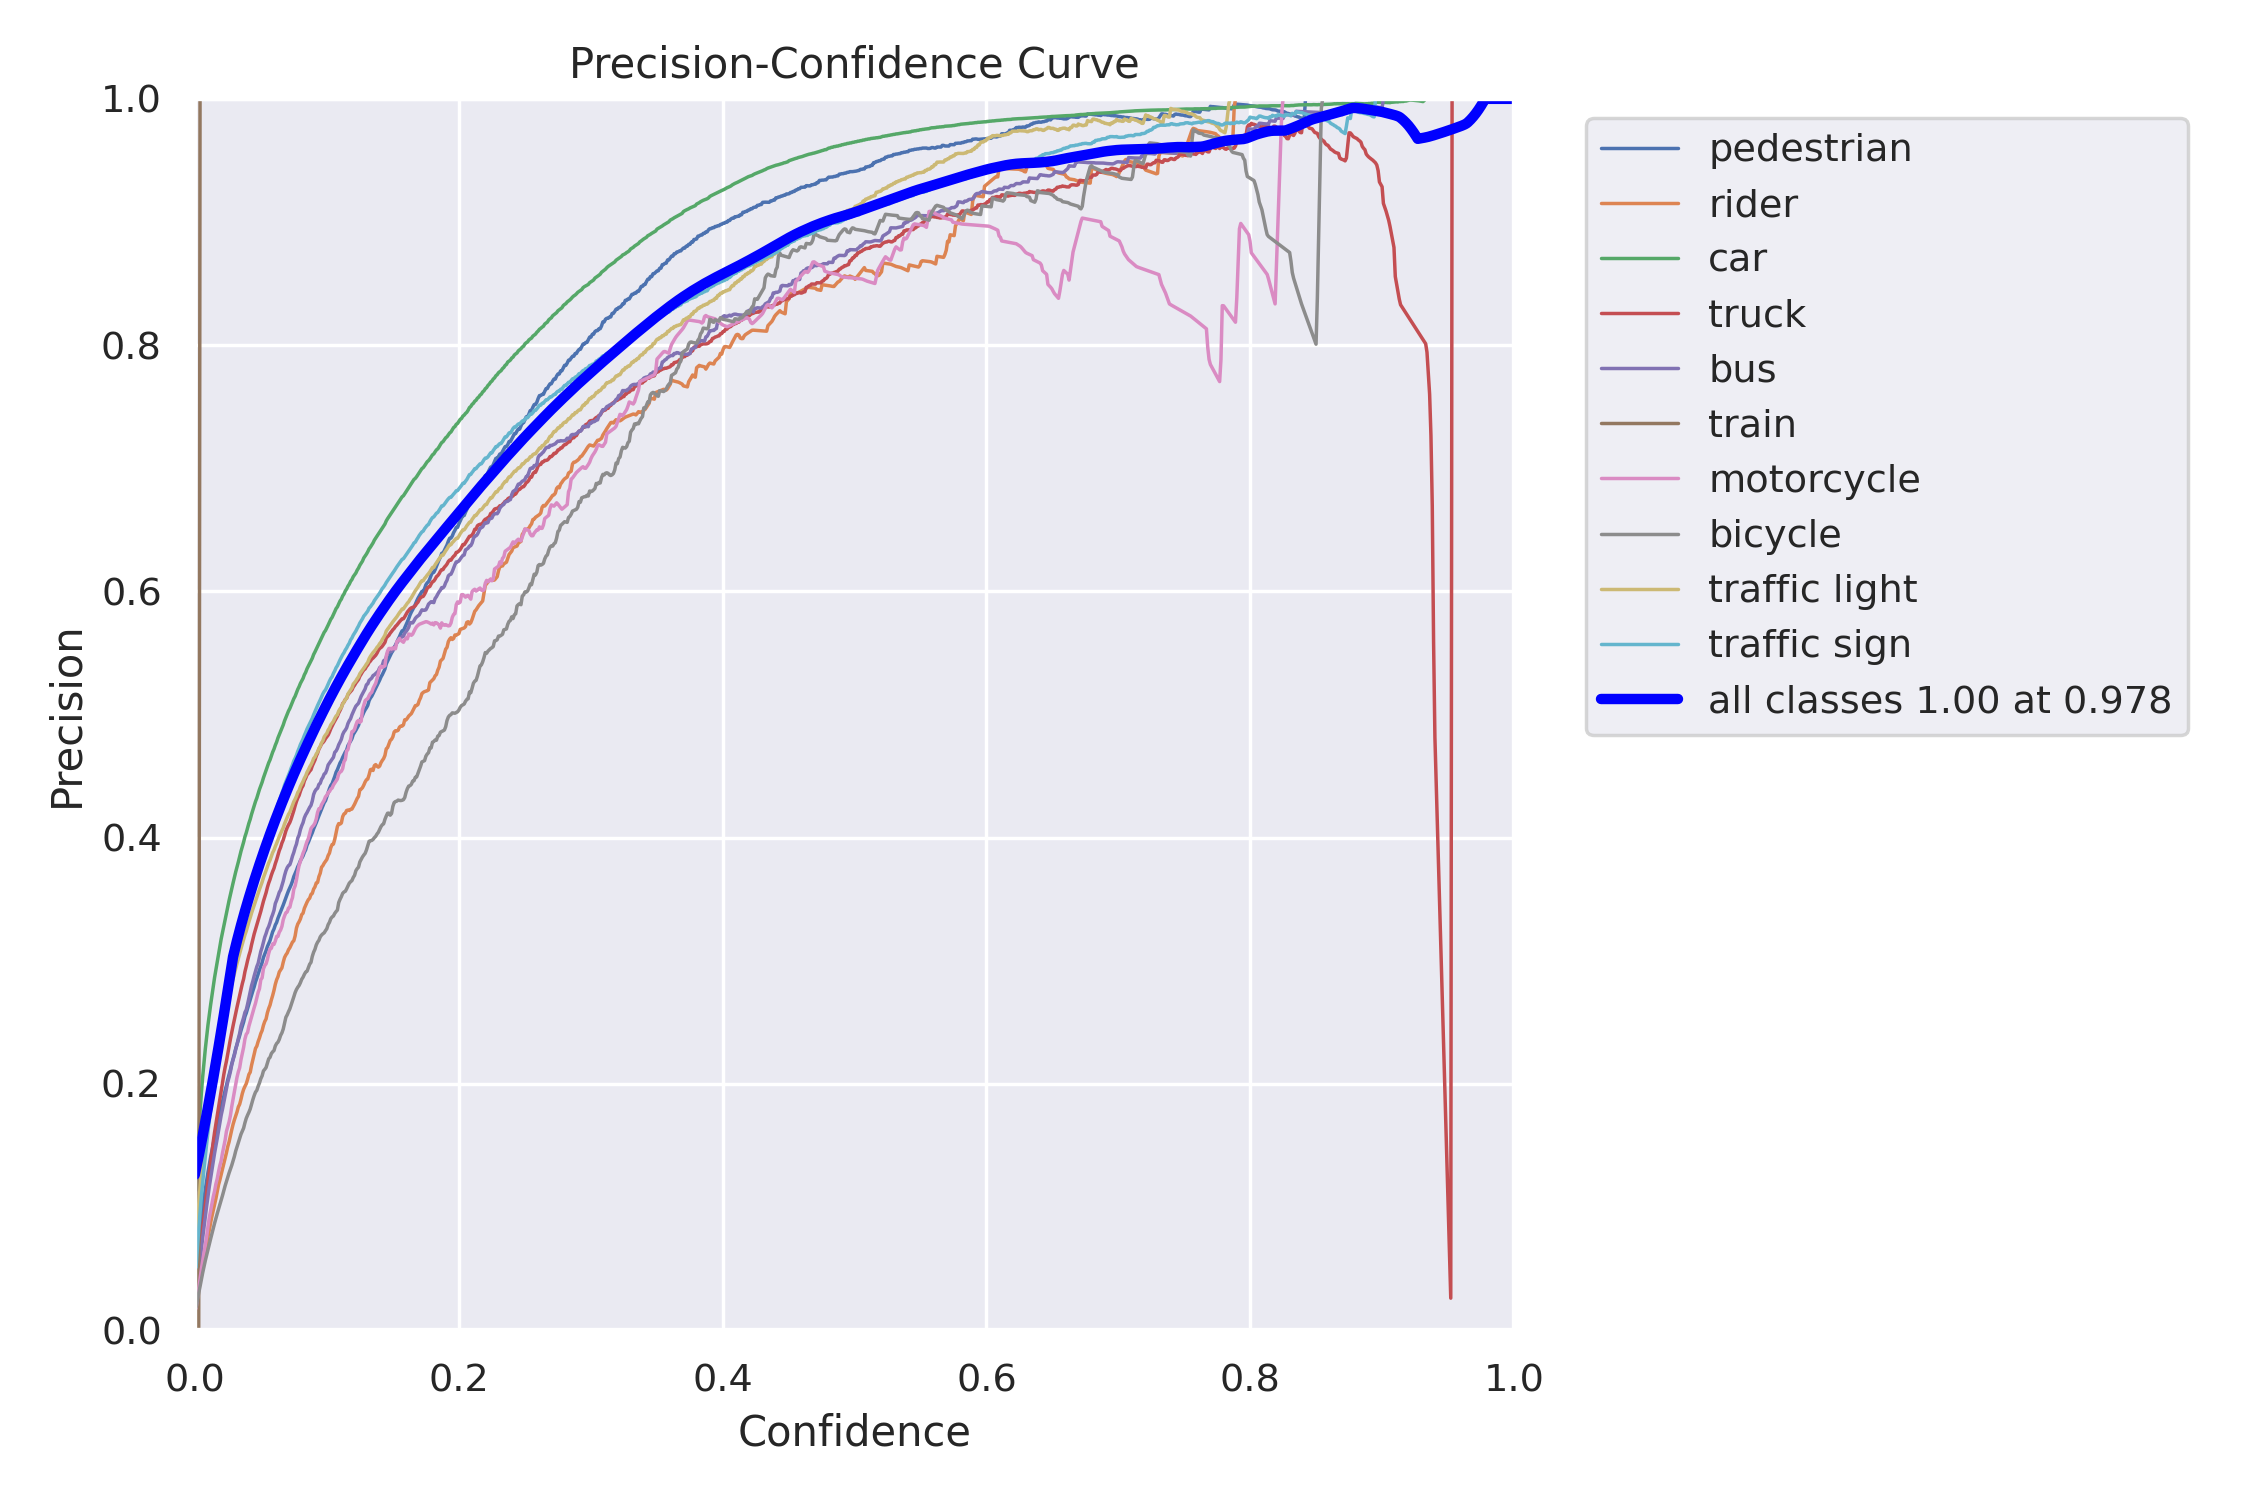 Precision-Confidence Curve
1.0
0.8
0.6
0.4
0.2
0.0
Precision
0.0 0.2 0.4 0.6 0.8 1.0
Confidence
pedestrian
rider
car
truck
bus
train
motorcycle
bicycle
traffic light
traffic sign
all classes 1.00 at 0.978